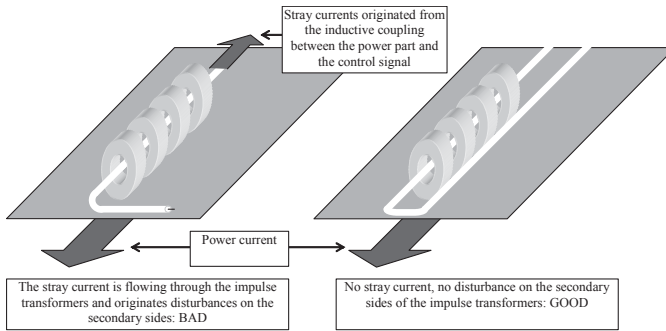 Stray currents originated from
the inductive coupling
between the power part and
the control signal
Power current
The stray current is flowing through the impulse
transformers and originates disturbances on the
secondary sides: BAD
No stray current, no disturbance on the secondary
sides of the impulse transformers: GOOD